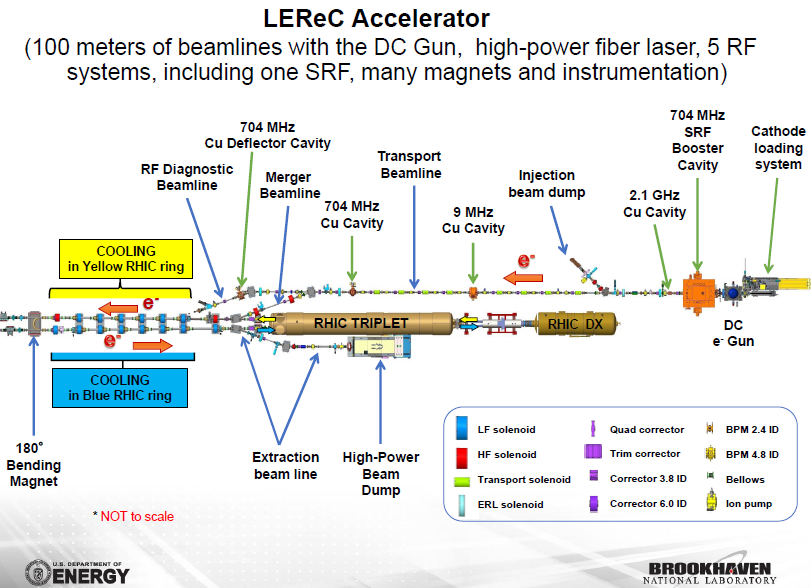 LEReC Accelerator
(100 meters of beamlines with the DC Gun, high-power fiber laser, 5 RF
systems, including one SRF, many magnets and instrumentation)
704 MHz
Cu Deflector Cavity
RF Diagnostic
Beamline
Merger
Beamline
704 MHz
Cu Cavity
Transport
Beamline
9 MHz
Cu Cavity
Injection
beam dump
2.1 GHz
Cu Cavity
704 MHz
SRF
Booster
Cavity
Cathode
loading
system
COOLING
in Yellow RHIC ring
e-
e-
e-
RHIC TRIPLET
RHIC DX
DC
e- Gun
COOLING
in Blue RHIC ring
180°
Bending
Magnet
Extraction
beam line
High-Power
Beam
Dump
* NOT to scale
LF solenoid
HF solenoid
Transport solenoid
ERL solenoid
Quad corrector
Trim corrector
Corrector 3.8 ID
Corrector 6.0 ID
BPM 2.4 ID
BPM 4.8 ID
Bellows
Ion pump
U.S. DEPARTMENT OF
ENERGY
BROOKHAVEN
NATIONAL LABORATORY